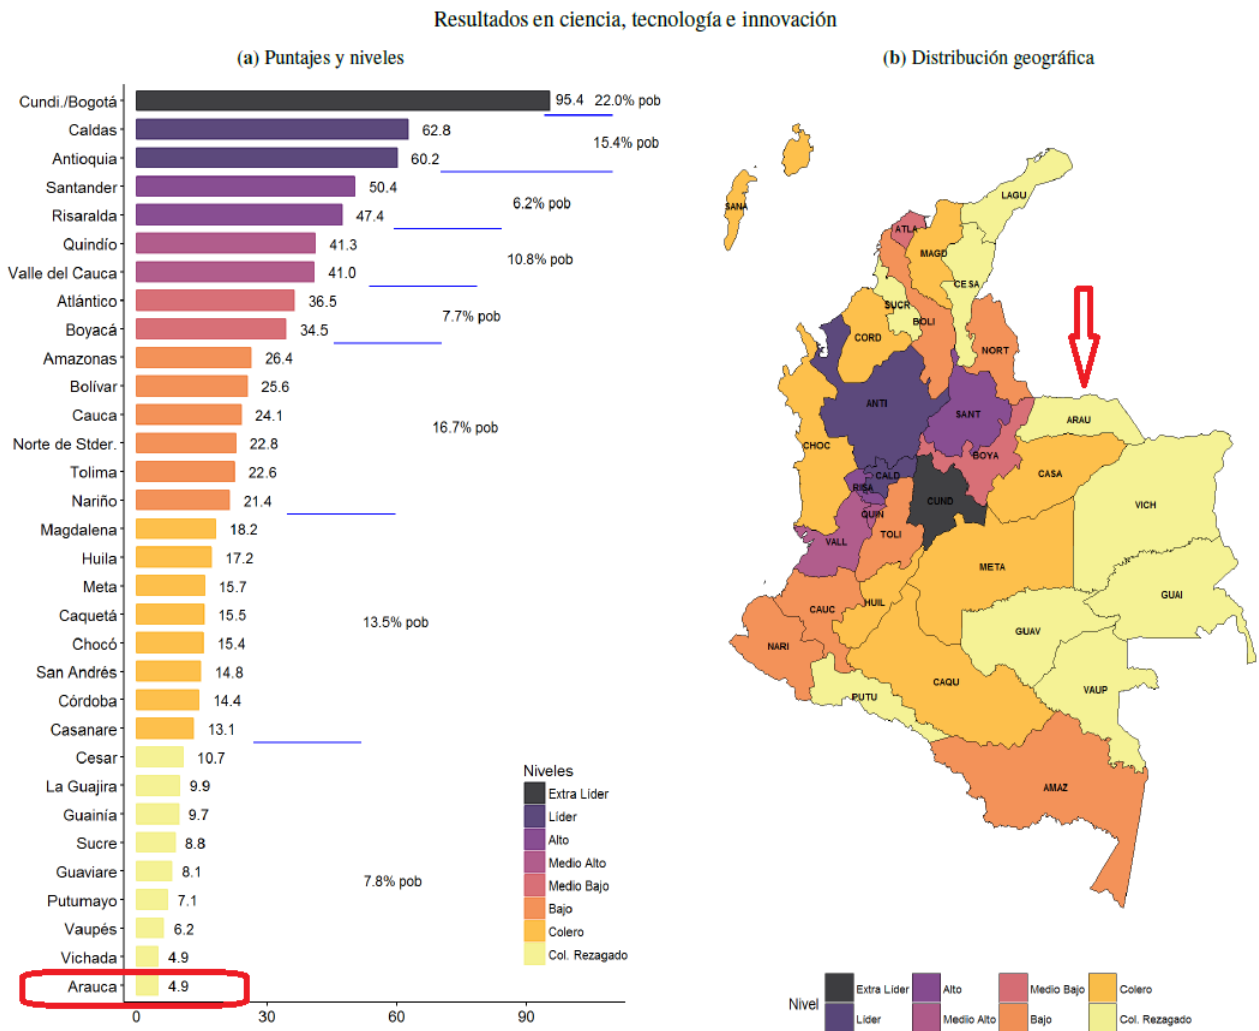 Resultados en ciencia, tecnología e innovación
(a) Puntajes y niveles
Cundi./Bogotá 95.4 22.0% pob
Caldas 62.8
15.4% pob
Antioquia 60.2
Santander 50.4
6.2% pob
Risaralda 47.4
Quindío 41.3
10.8% pob
Valle del Cauca 41.0
Atlántico 36.5
7.7% pob
Boyacá 34.5
Amazonas 26.4
Bolívar 25.6
Cauca 24.1
16.7% pob
Norte de Stder. 22.8
Tolima 22.6
Nariño 21.4
Magdalena 18.2
Huila 17.2
Meta 15.7
Caquetá 15.5
13.5% pob
Chocó 15.4
San Andrés 14.8
Córdoba 14.4
Casanare 13.1
Cesar 10.7
La Guajira 9.9
Guainía 9.7
Sucre 8.8
Guaviare 8.1
7.8% pob
Putumayo 7.1
Vaupés 6.2
Vichada 4.9
Arauca 4.9
0 30 60 90
Niveles
Extra Líder
Líder
Alto
Medio Alto
Medio Bajo
Bajo
Colero
Col. Rezagado
(b) Distribución geográfica
LAGU
SANA
ATLA
MAGD
CESA
SUCR
BOLI
CORD
NORT
ANTI
SANT
ARAU
CHOC
BOYA
CASA
CALD
RISA
CUND
VICH
QUIN
TOLI
VALL
META
GUAI
HUIL
CAUC
GUAV
NARI
CAQU
VAUP
PUTU
AMAZ
Nivel
Extra Líder Alto Medio Bajo Colero
Líder Medio Alto Bajo Col. Rezagado